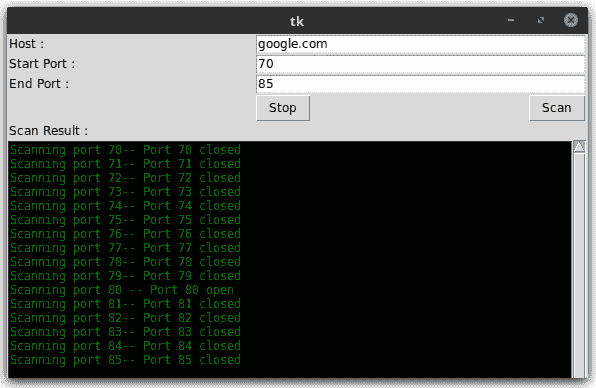 tk
Host : google.com
Start Port : 70
End Port : 85
Stop Scan
Scan Result :
Scanning port 70-- Port 70 closed
Scanning port 71-- Port 71 closed
Scanning port 72-- Port 72 closed
Scanning port 73-- Port 73 closed
Scanning port 74-- Port 74 closed
Scanning port 75-- Port 75 closed
Scanning port 76-- Port 76 closed
Scanning port 77-- Port 77 closed
Scanning port 78-- Port 78 closed
Scanning port 79-- Port 79 closed
Scanning port 80 -- Port 80 open
Scanning port 81-- Port 81 closed
Scanning port 82-- Port 82 closed
Scanning port 83-- Port 83 closed
Scanning port 84-- Port 84 closed
Scanning port 85-- Port 85 closed